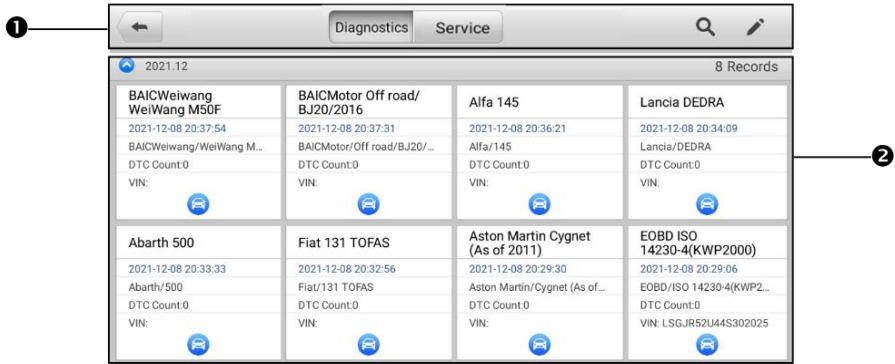 ❶
Diagnostics Service
2021.12 8 Records
BAICWeiwang
WeiWang M50F
2021-12-08 20:37:54
BAICWeiwang/WeiWang M...
DTC Count:0
VIN:
BAICMotor Off road/
BJ20/2016
2021-12-08 20:37:31
BAICMotor/Off road/BJ20/...
DTC Count:0
VIN:
Alfa 145
2021-12-08 20:36:21
Alfa/145
DTC Count:0
VIN:
Lancia DEDRA
2021-12-08 20:34:09
Lancia/DEDRA
DTC Count:0
VIN:
❷
Abarth 500
2021-12-08 20:33:33
Abarth/500
DTC Count:0
VIN:
Fiat 131 TOFAS
2021-12-08 20:32:56
Fiat/131 TOFAS
DTC Count:0
VIN:
Aston Martin Cygnet
(As of 2011)
2021-12-08 20:29:30
Aston Martin/Cygnet (As of...
DTC Count:0
VIN:
EOBD ISO
14230-4(KWP2000)
2021-12-08 20:29:06
EOBD/ISO 14230-4(KWP2...
DTC Count:0
VIN: LSGJR52U44S302025